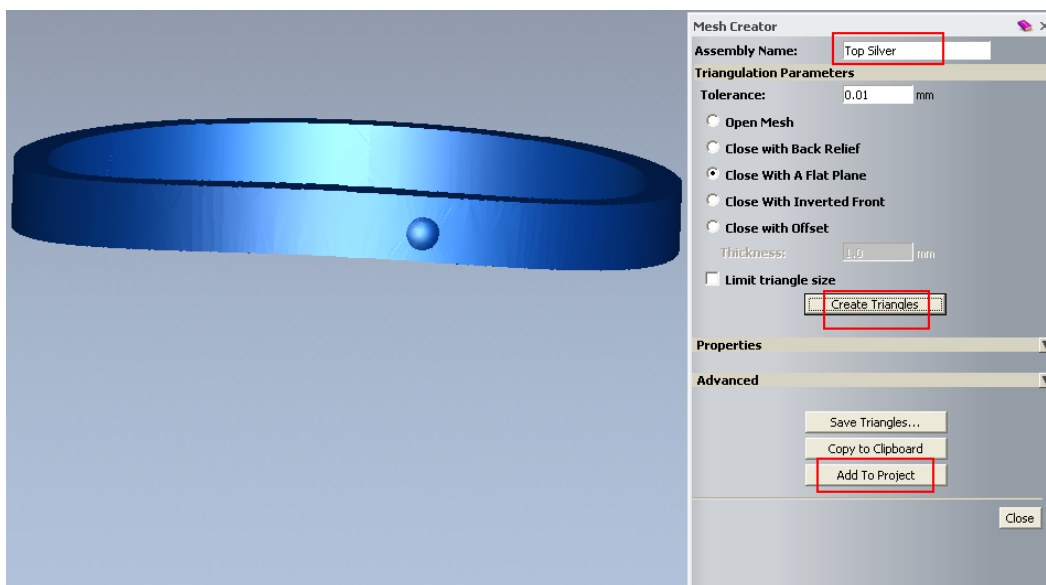 Mesh Creator
Assembly Name: Top Silver
Triangulation Parameters
Tolerance: 0.01 mm
Open Mesh
Close with Back Relief
Close With A Flat Plane
Close With Inverted Front
Close with Offset
Thickness: 1.0 mm
Limit triangle size
Create Triangles
Properties
Advanced
Save Triangles...
Copy to Clipboard
Add To Project
Close